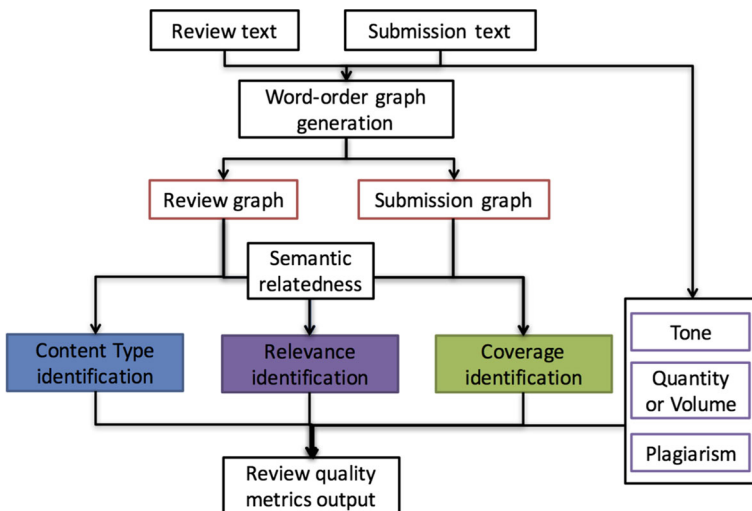 Review text
Submission text
Word-order graph
generation
Review graph
Submission graph
Semantic
relatedness
Content Type
identification
Relevance
identification
Coverage
identification
Tone
Quantity
or Volume
Plagiarism
Review quality
metrics output